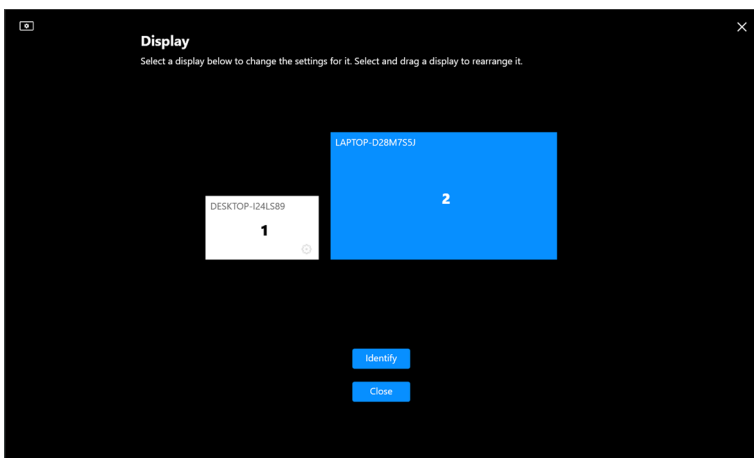 Display
Select a display below to change the settings for it. Select and drag a display to rearrange it.
LAPTOP-D28M7S5J
2
DESKTOP-I24LS89
1
Identify
Close